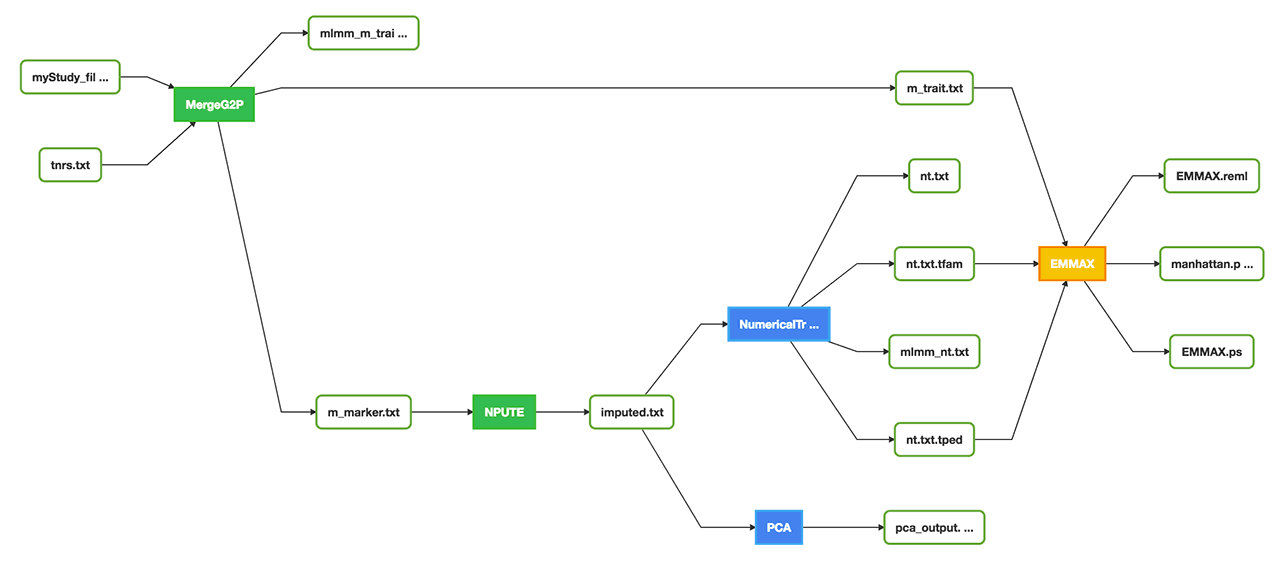 mlmm_m_trai ...
myStudy_fil ...
MergeG2P
m_trait.txt
tnrs.txt
nt.txt
EMMAX.reml
nt.txt.tfam
EMMAX
manhattan.p ...
NumericalTr ...
mlmm_nt.txt
EMMAX.ps
m_marker.txt
NPUTE
imputed.txt
nt.txt.tped
PCA
pca_output. ...